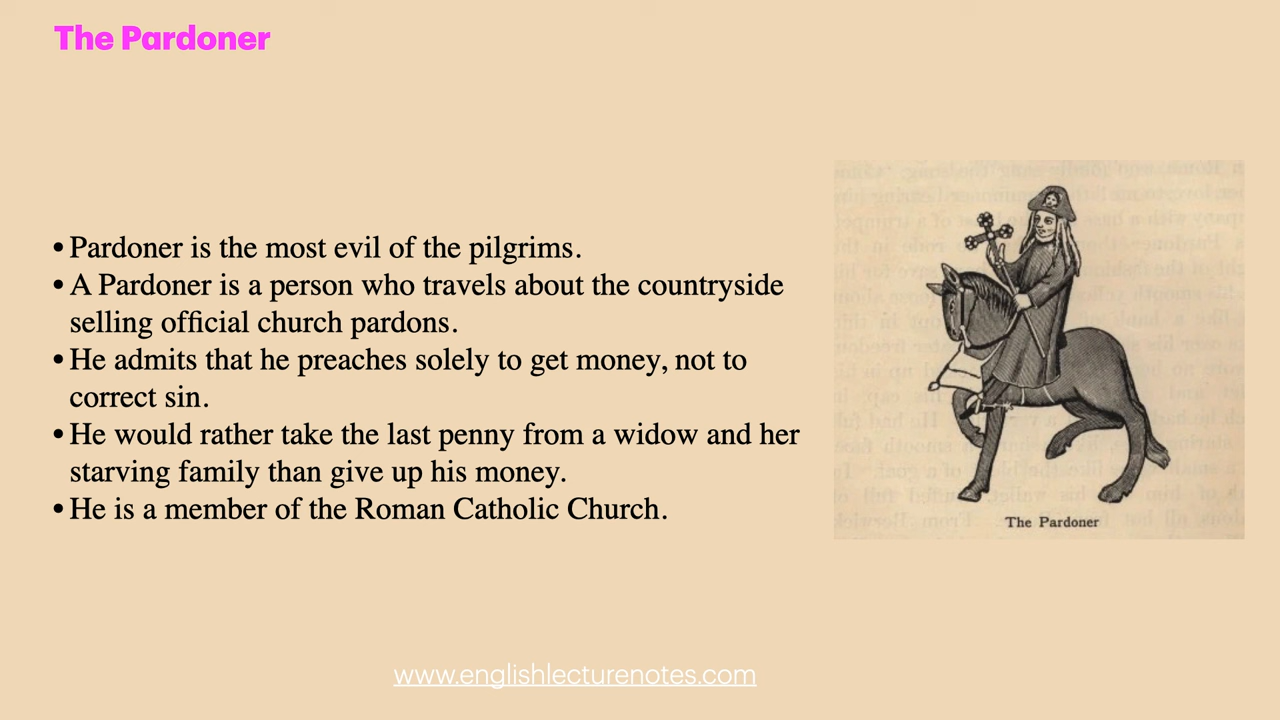 The Pardoner
• Pardoner is the most evil of the pilgrims.
• A Pardoner is a person who travels about the countryside
selling official church pardons.
• He admits that he preaches solely to get money, not to
correct sin.
• He would rather take the last penny from a widow and her
starving family than give up his money.
• He is a member of the Roman Catholic Church.
The Pardoner
www.englishlecturenotes.com